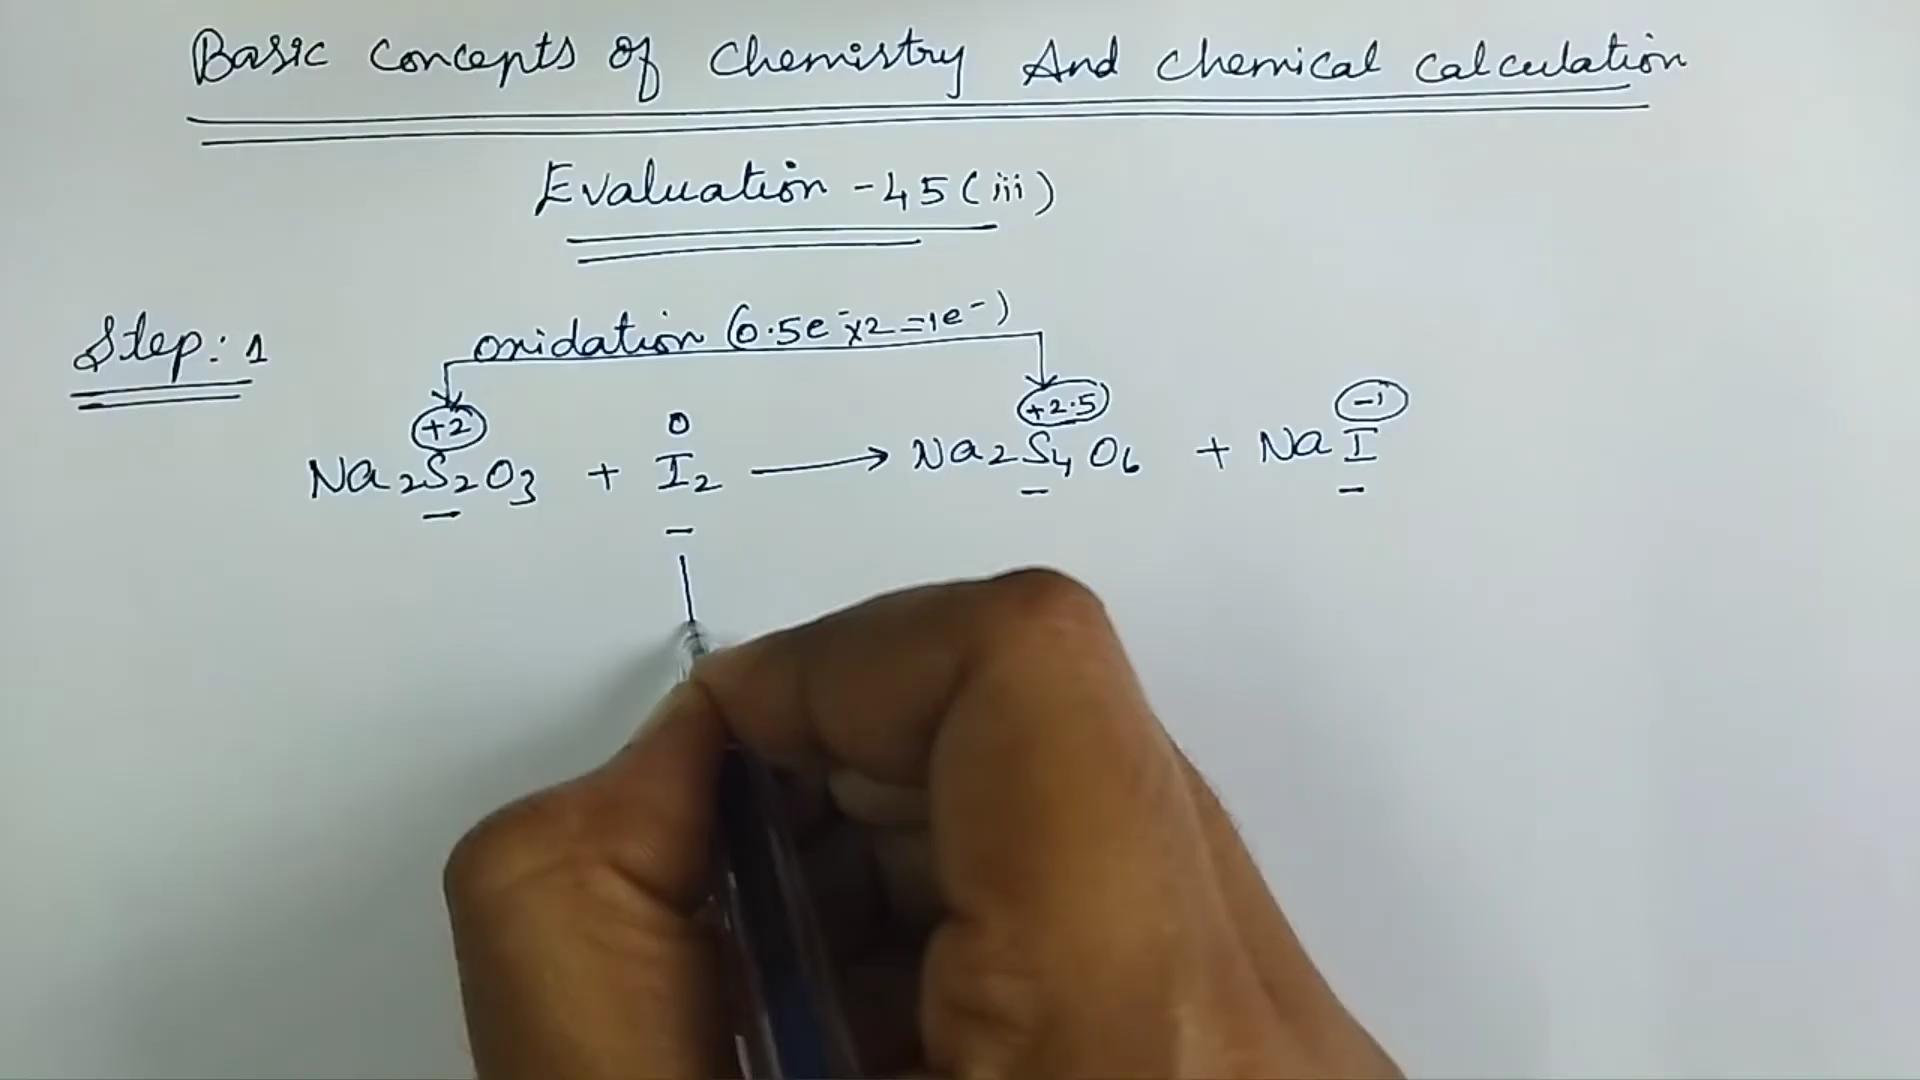 Basic Concepts Of Chemistry And Chemical Calculation
Evaluation - 45 (iii)
Step: 1
oxidation (0.5e⁻x2=1e⁻)
+2 0 +2.5 -1
Na₂S₂O₃ + I₂ → Na₂S₄O₆ + NaI